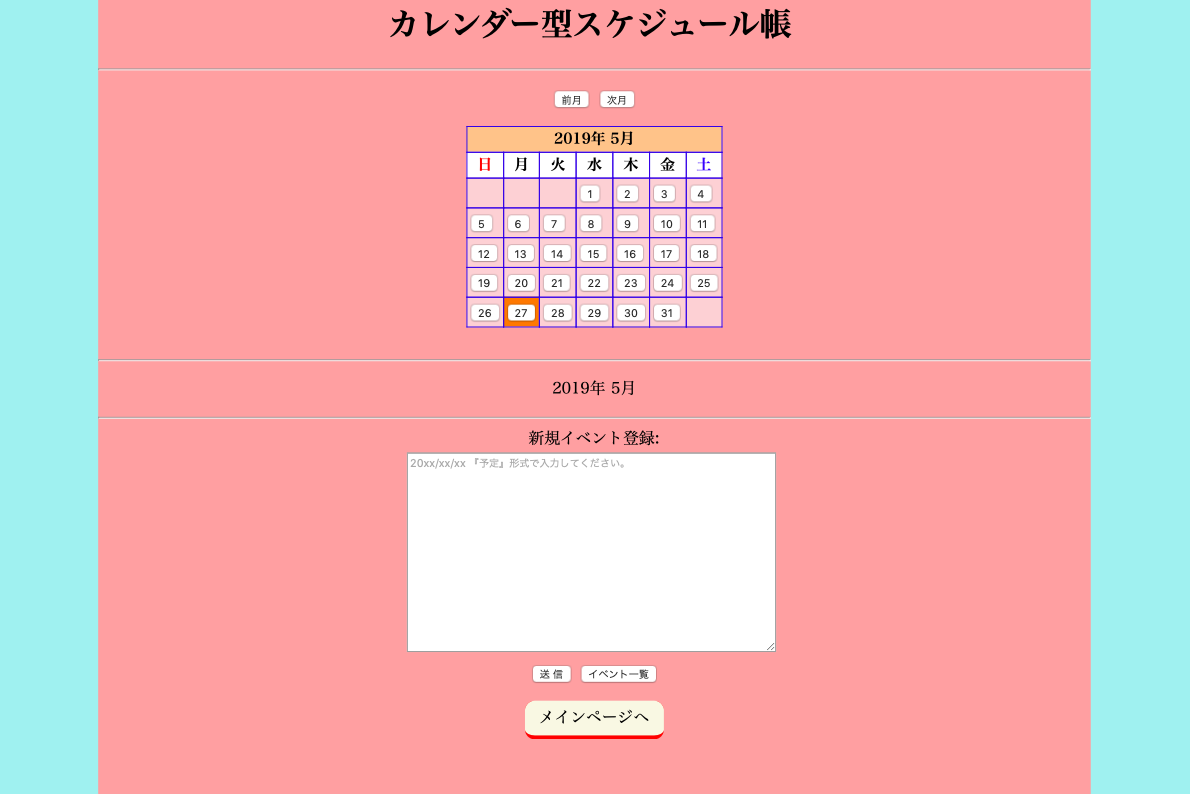 カレンダー型スケジュール帳
前月 次月
2019年 5月
日 月 火 水 木 金 土
1 2 3 4
5 6 7 8 9 10 11
12 13 14 15 16 17 18
19 20 21 22 23 24 25
26 27 28 29 30 31
2019年 5月
新規イベント登録:
20xx/xx/xx 『予定』形式で入力してください。
送 信 イベント一覧
メインページへ